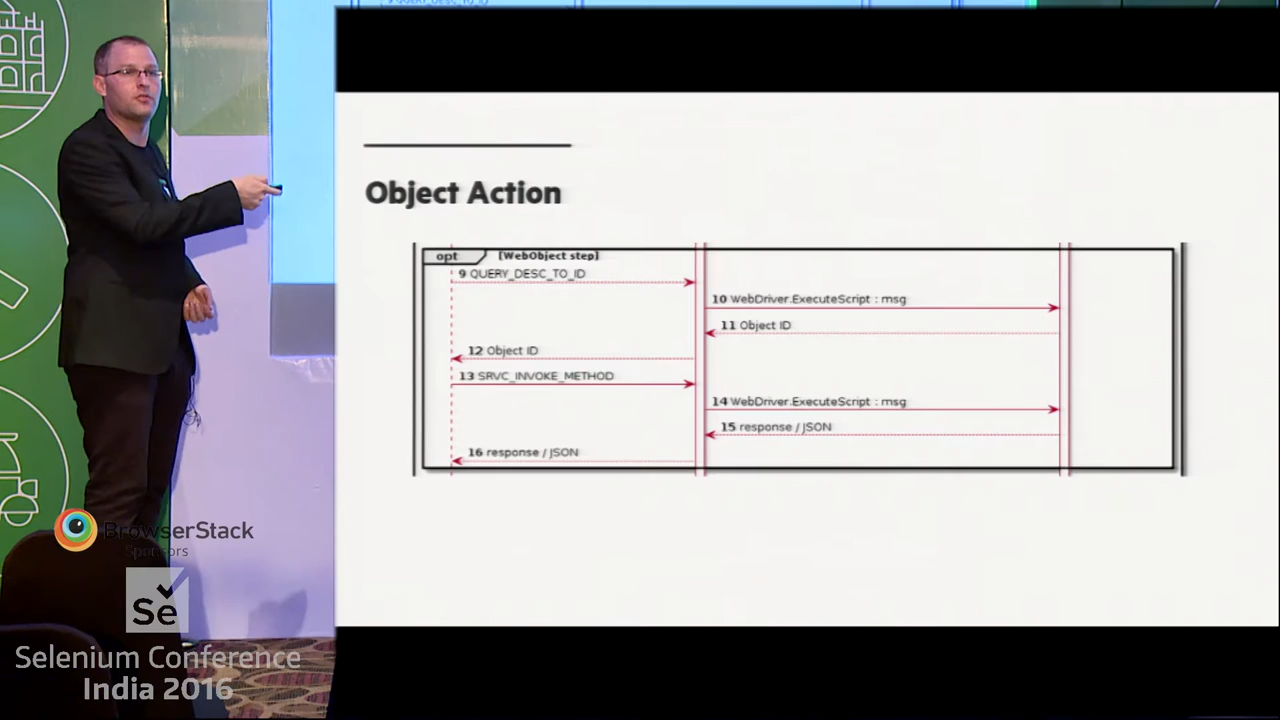 Object Action
opt [WebObject step]
9 QUERY_DESC_TO_ID
10 WebDriver.ExecuteScript : msg
11 Object ID
12 Object ID
13 SRVC_INVOKE_METHOD
14 WebDriver.ExecuteScript : msg
15 response / JSON
16 response / JSON
BrowserStack
Sponsors
Se
Selenium Conference
India 2016